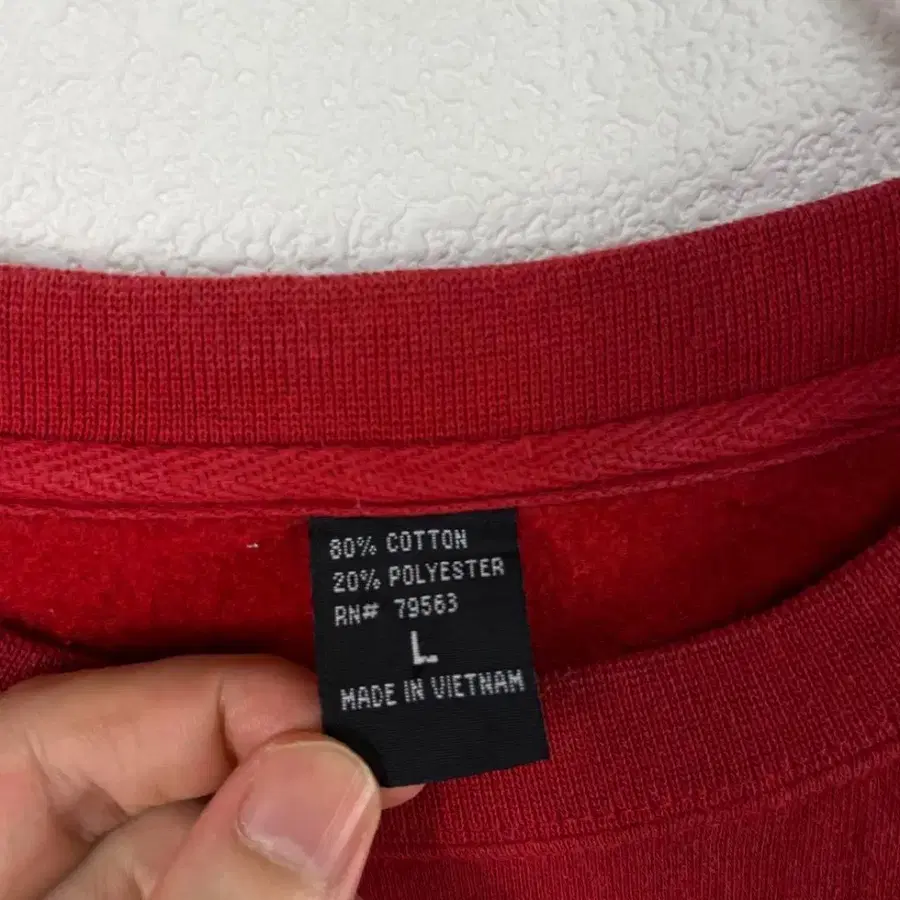 80% COTTON
20% POLYESTER
RN# 79563
L
MADE IN VIETNAM